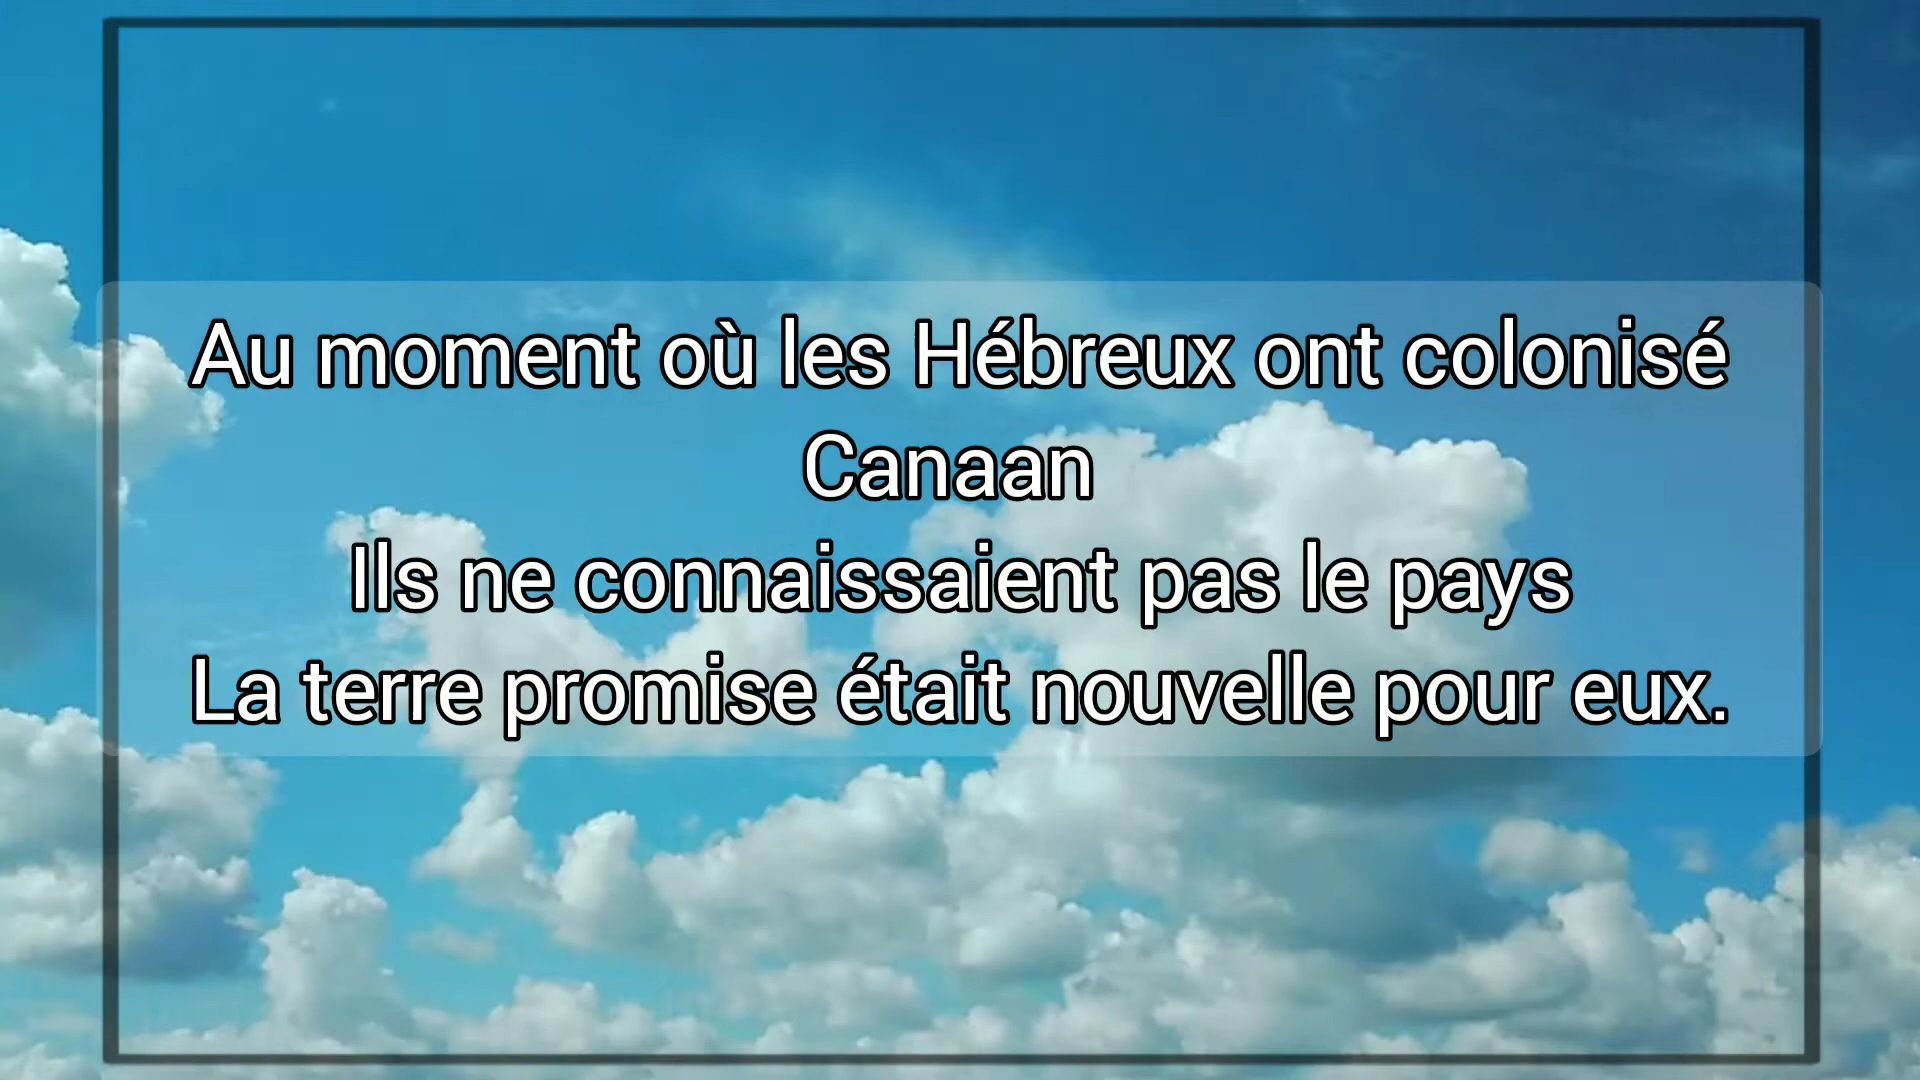 Au moment où les Hébreux ont colonisé
Canaan
Ils ne connaissaient pas le pays
La terre promise était nouvelle pour eux.